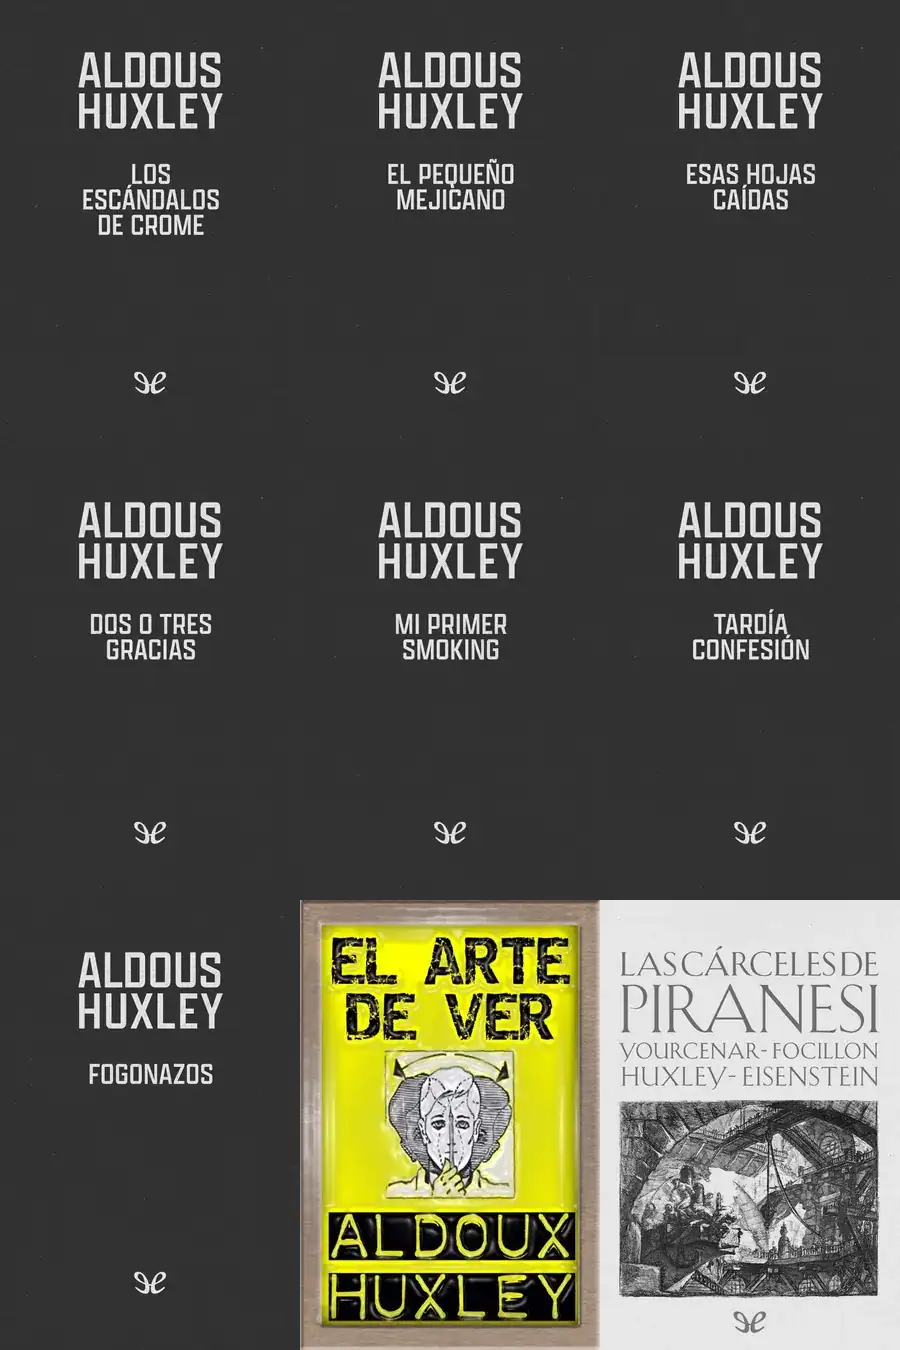 ALDOUS
HUXLEY
LOS
ESCÁNDALOS
DE CROME
ALDOUS
HUXLEY
EL PEQUEÑO
MEJICANO
ALDOUS
HUXLEY
ESAS HOJAS
CAÍDAS
ALDOUS
HUXLEY
DOS O TRES
GRACIAS
ALDOUS
HUXLEY
MI PRIMER
SMOKING
ALDOUS
HUXLEY
TARDÍA
CONFESIÓN
ALDOUS
HUXLEY
FOGONAZOS
EL ARTE
DE VER
ALDOUX
HUXLEY
LAS CÁRCELES DE
PIRANESI
YOURCENAR-FOCILLON
HUXLEY-EISENSTEIN